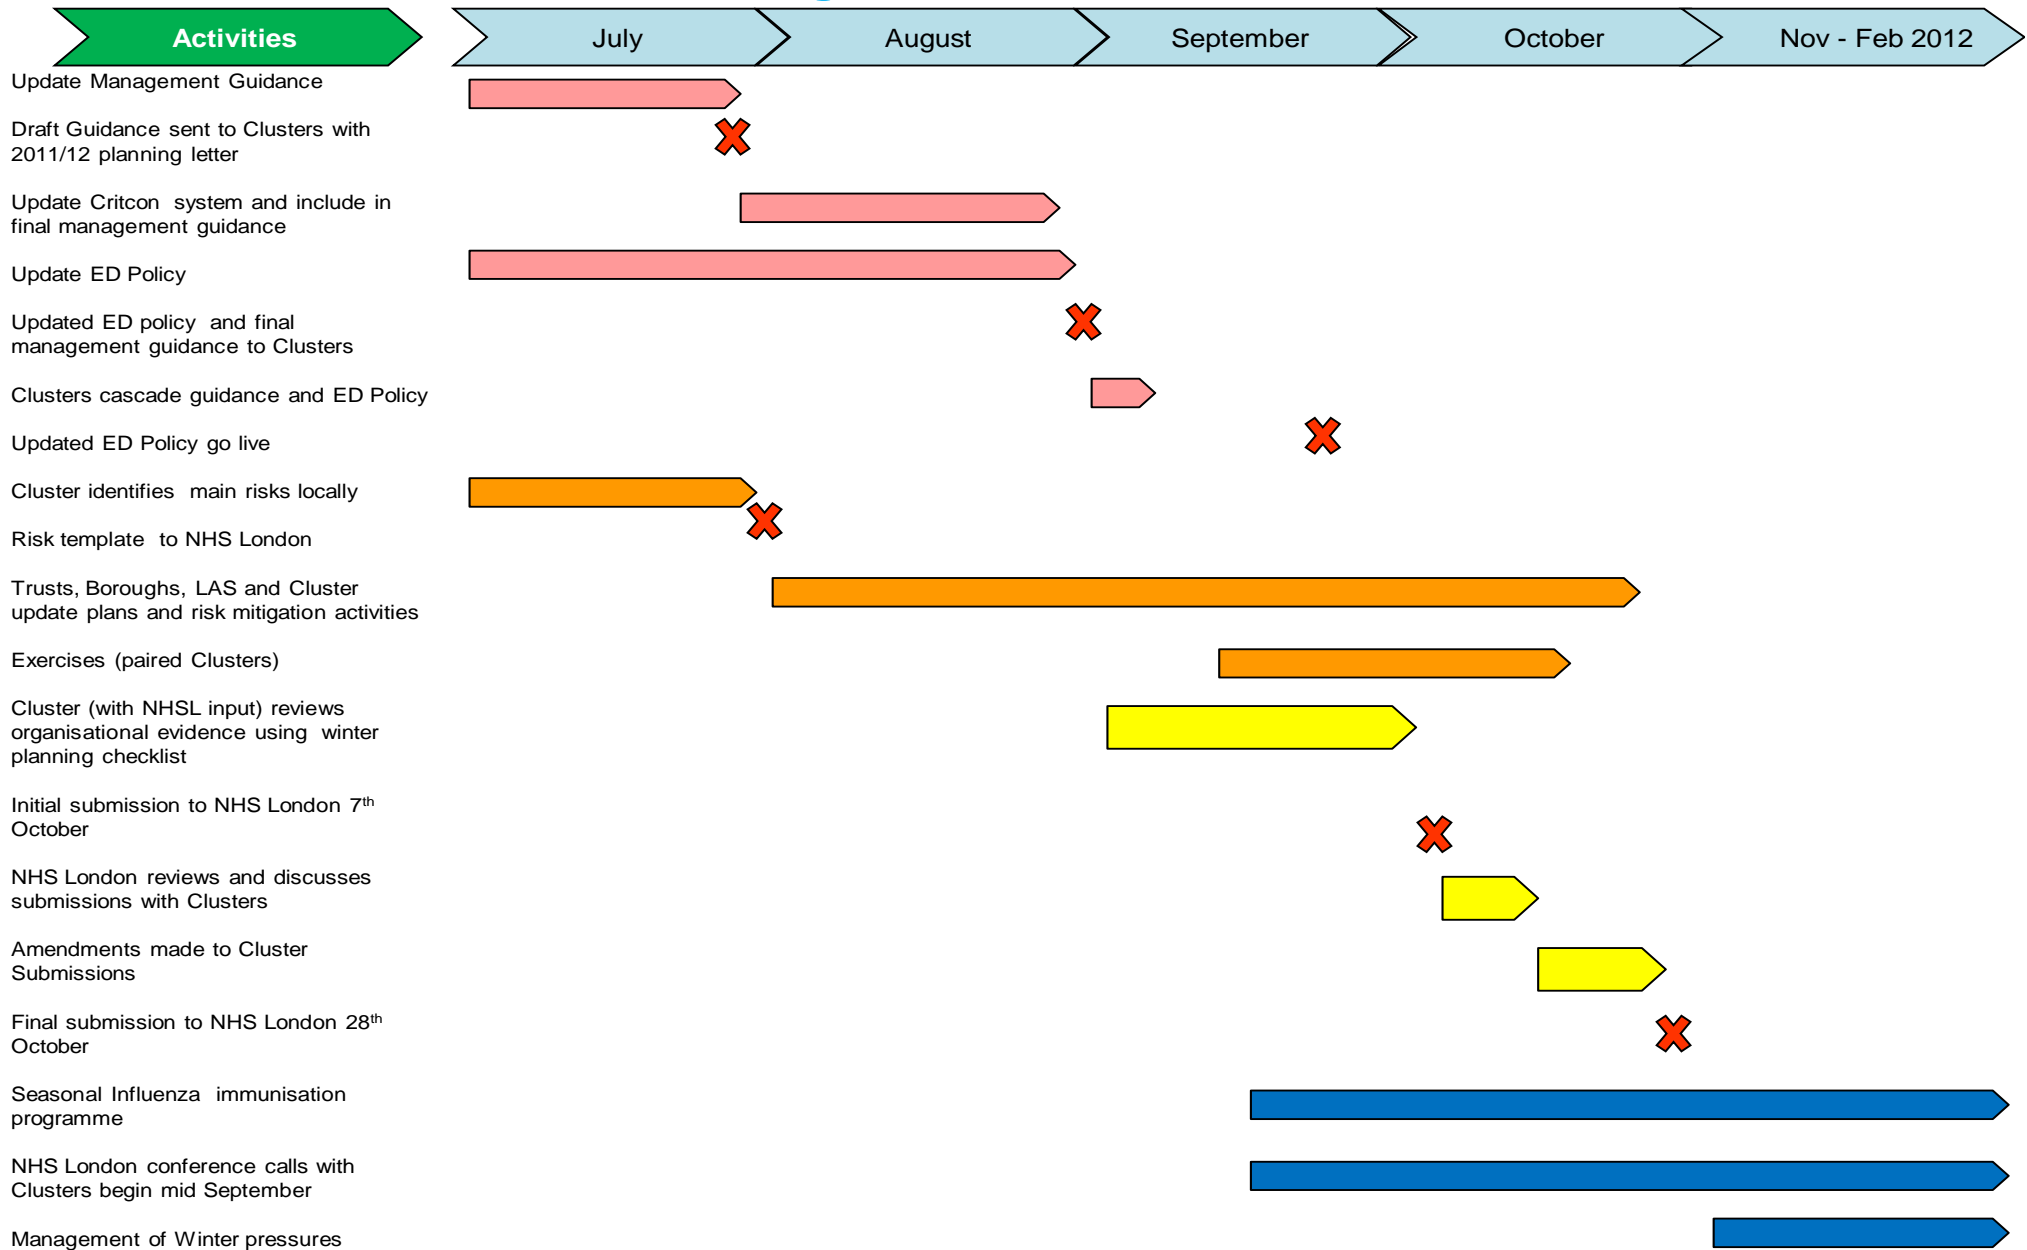 Activities
July
August
September
October
Nov - Feb 2012
Update Management Guidance
Draft Guidance sent to Clusters with
2011/12 planning letter
Update Critcon system and include in
final management guidance
Update ED Policy
Updated ED policy and final
management guidance to Clusters
Clusters cascade guidance and ED Policy
Updated ED Policy go live
Cluster identifies main risks locally
Risk template to NHS London
Trusts, Boroughs, LAS and Cluster
update plans and risk mitigation activities
Exercises (paired Clusters)
Cluster (with NHSL input) reviews
organisational evidence using winter
planning checklist
Initial submission to NHS London 7th
October
NHS London reviews and discusses
submissions with Clusters
Amendments made to Cluster
Submissions
Final submission to NHS London 28th
October
Seasonal Influenza immunisation
programme
NHS London conference calls with
Clusters begin mid September
Management of Winter pressures